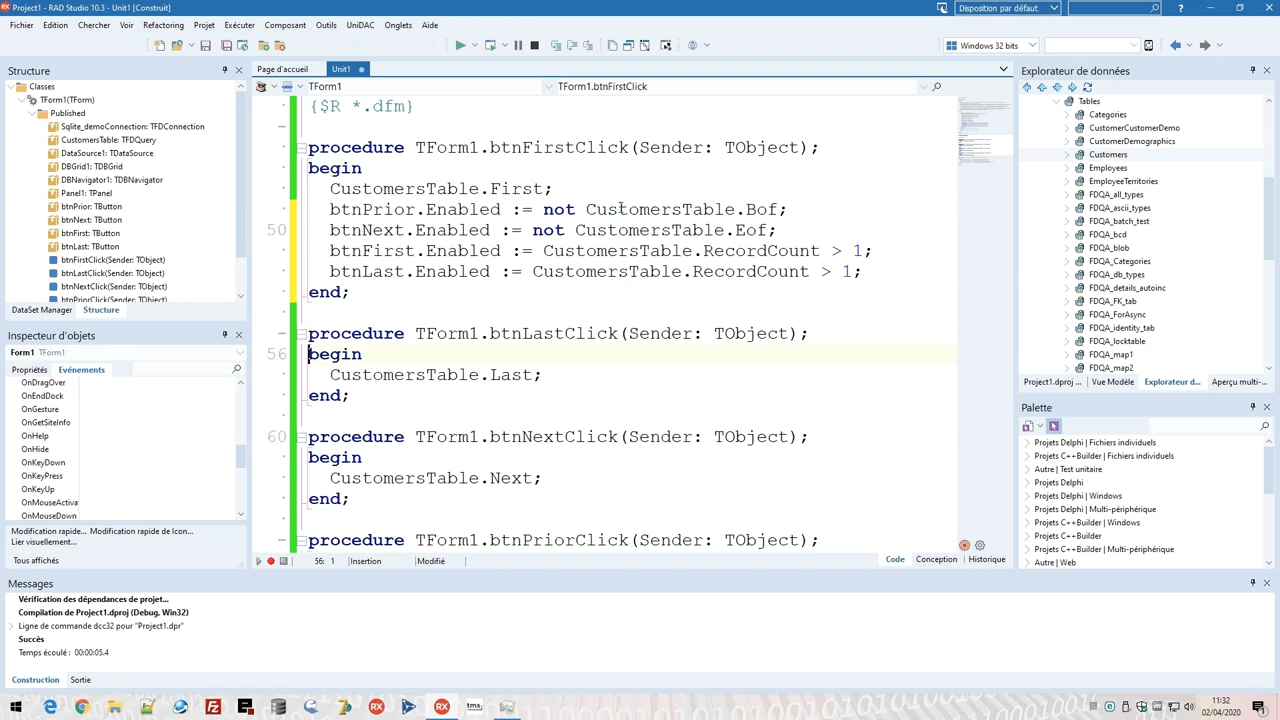 Project1 - RAD Studio 10.3 - Unit1 [Construit]
Disposition par défaut
Fichier Edition Chercher Voir Refactoring Projet Exécuter Composant Outils UniDAC Onglets Aide
Windows 32 bits
Structure
Classes
TForm1(TForm)
Published
Sqlite_demoConnection: TFDConnection
CustomersTable: TFDQuery
DataSource1: TDataSource
DBGrid1: TDBGrid
DBNavigator1: TDBNavigator
Panel1: TPanel
btnPrior: TButton
btnNext: TButton
btnFirst: TButton
btnLast: TButton
btnFirstClick(Sender: TObject)
btnLastClick(Sender: TObject)
btnNextClick(Sender: TObject)
btnPriorClick(Sender: TObject)
DataSet Manager Structure
Inspecteur d'objets
Form1 TForm1
Propriétés Evénements
OnDragOver
OnEndDock
OnGesture
OnGetSiteInfo
OnHelp
OnHide
OnKeyDown
OnKeyPress
OnKeyUp
OnMouseActiva
OnMouseDown
Modification rapide... Modification rapide de Icon...
Lier visuellement...
Tous affichés
Page d'accueil Unit1
TForm1 TForm1.btnFirstClick
{$R *.dfm}
procedure TForm1.btnFirstClick(Sender: TObject);
begin
CustomersTable.First;
btnPrior.Enabled := not CustomersTable.Bof;
50 btnNext.Enabled := not CustomersTable.Eof;
btnFirst.Enabled := CustomersTable.RecordCount > 1;
btnLast.Enabled := CustomersTable.RecordCount > 1;
end;
procedure TForm1.btnLastClick(Sender: TObject);
56 begin
CustomersTable.Last;
end;
60 procedure TForm1.btnNextClick(Sender: TObject);
begin
CustomersTable.Next;
end;
procedure TForm1.btnPriorClick(Sender: TObject);
56: 1 Insertion Modifié
Code Conception Historique
Explorateur de données
Tables
Categories
CustomerCustomerDemo
CustomerDemographics
Customers
Employees
EmployeeTerritories
FDQA_all_types
FDQA_ascii_types
FDQA_batch_test
FDQA_bcd
FDQA_blob
FDQA_Categories
FDQA_db_types
FDQA_details_autoinc
FDQA_FK_tab
FDQA_ForAsync
FDQA_identity_tab
FDQA_locktable
FDQA_map1
FDQA_map2
Project1.dproj ... Vue Modèle Explorateur d... Aperçu multi-...
Palette
Projets Delphi | Fichiers individuels
Projets C++Builder | Fichiers individuels
Autre | Test unitaire
Projets Delphi
Projets Delphi | Windows
Projets Delphi | Multi-périphérique
Projets C++Builder | Windows
Projets C++Builder
Projets C++Builder | Multi-périphérique
Autre | Web
Messages
Vérification des dépendances de projet...
Compilation de Project1.dproj (Debug, Win32)
Ligne de commande dcc32 pour "Project1.dpr"
Succès
Temps écoulé : 00:00:05.4
Construction Sortie
11:32
02/04/2020